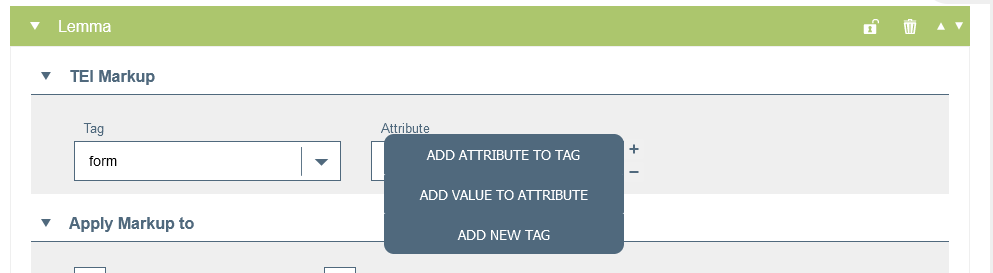 Lemma
TEI Markup
Tag
Attribute
form
ADD ATTRIBUTE TO TAG
+
ADD VALUE TO ATTRIBUTE
−
Apply Markup to
ADD NEW TAG